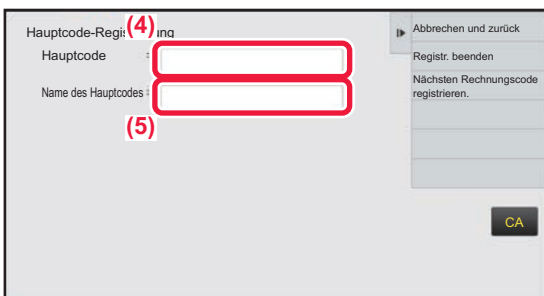 Hauptcode-Regis ung
(4)
Hauptcode :
Name des Hauptcodes :
(5)
Abbrechen und zurück
Registr. beenden
Nächsten Rechnungscode
registrieren.
CA